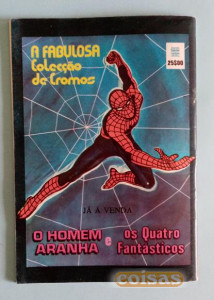 A FABULOSA
Colecção
de Cromos
25$00
JÁ À VENDA
O HOMEM
ARANHA
e
os Quatro
Fantásticos
coisas